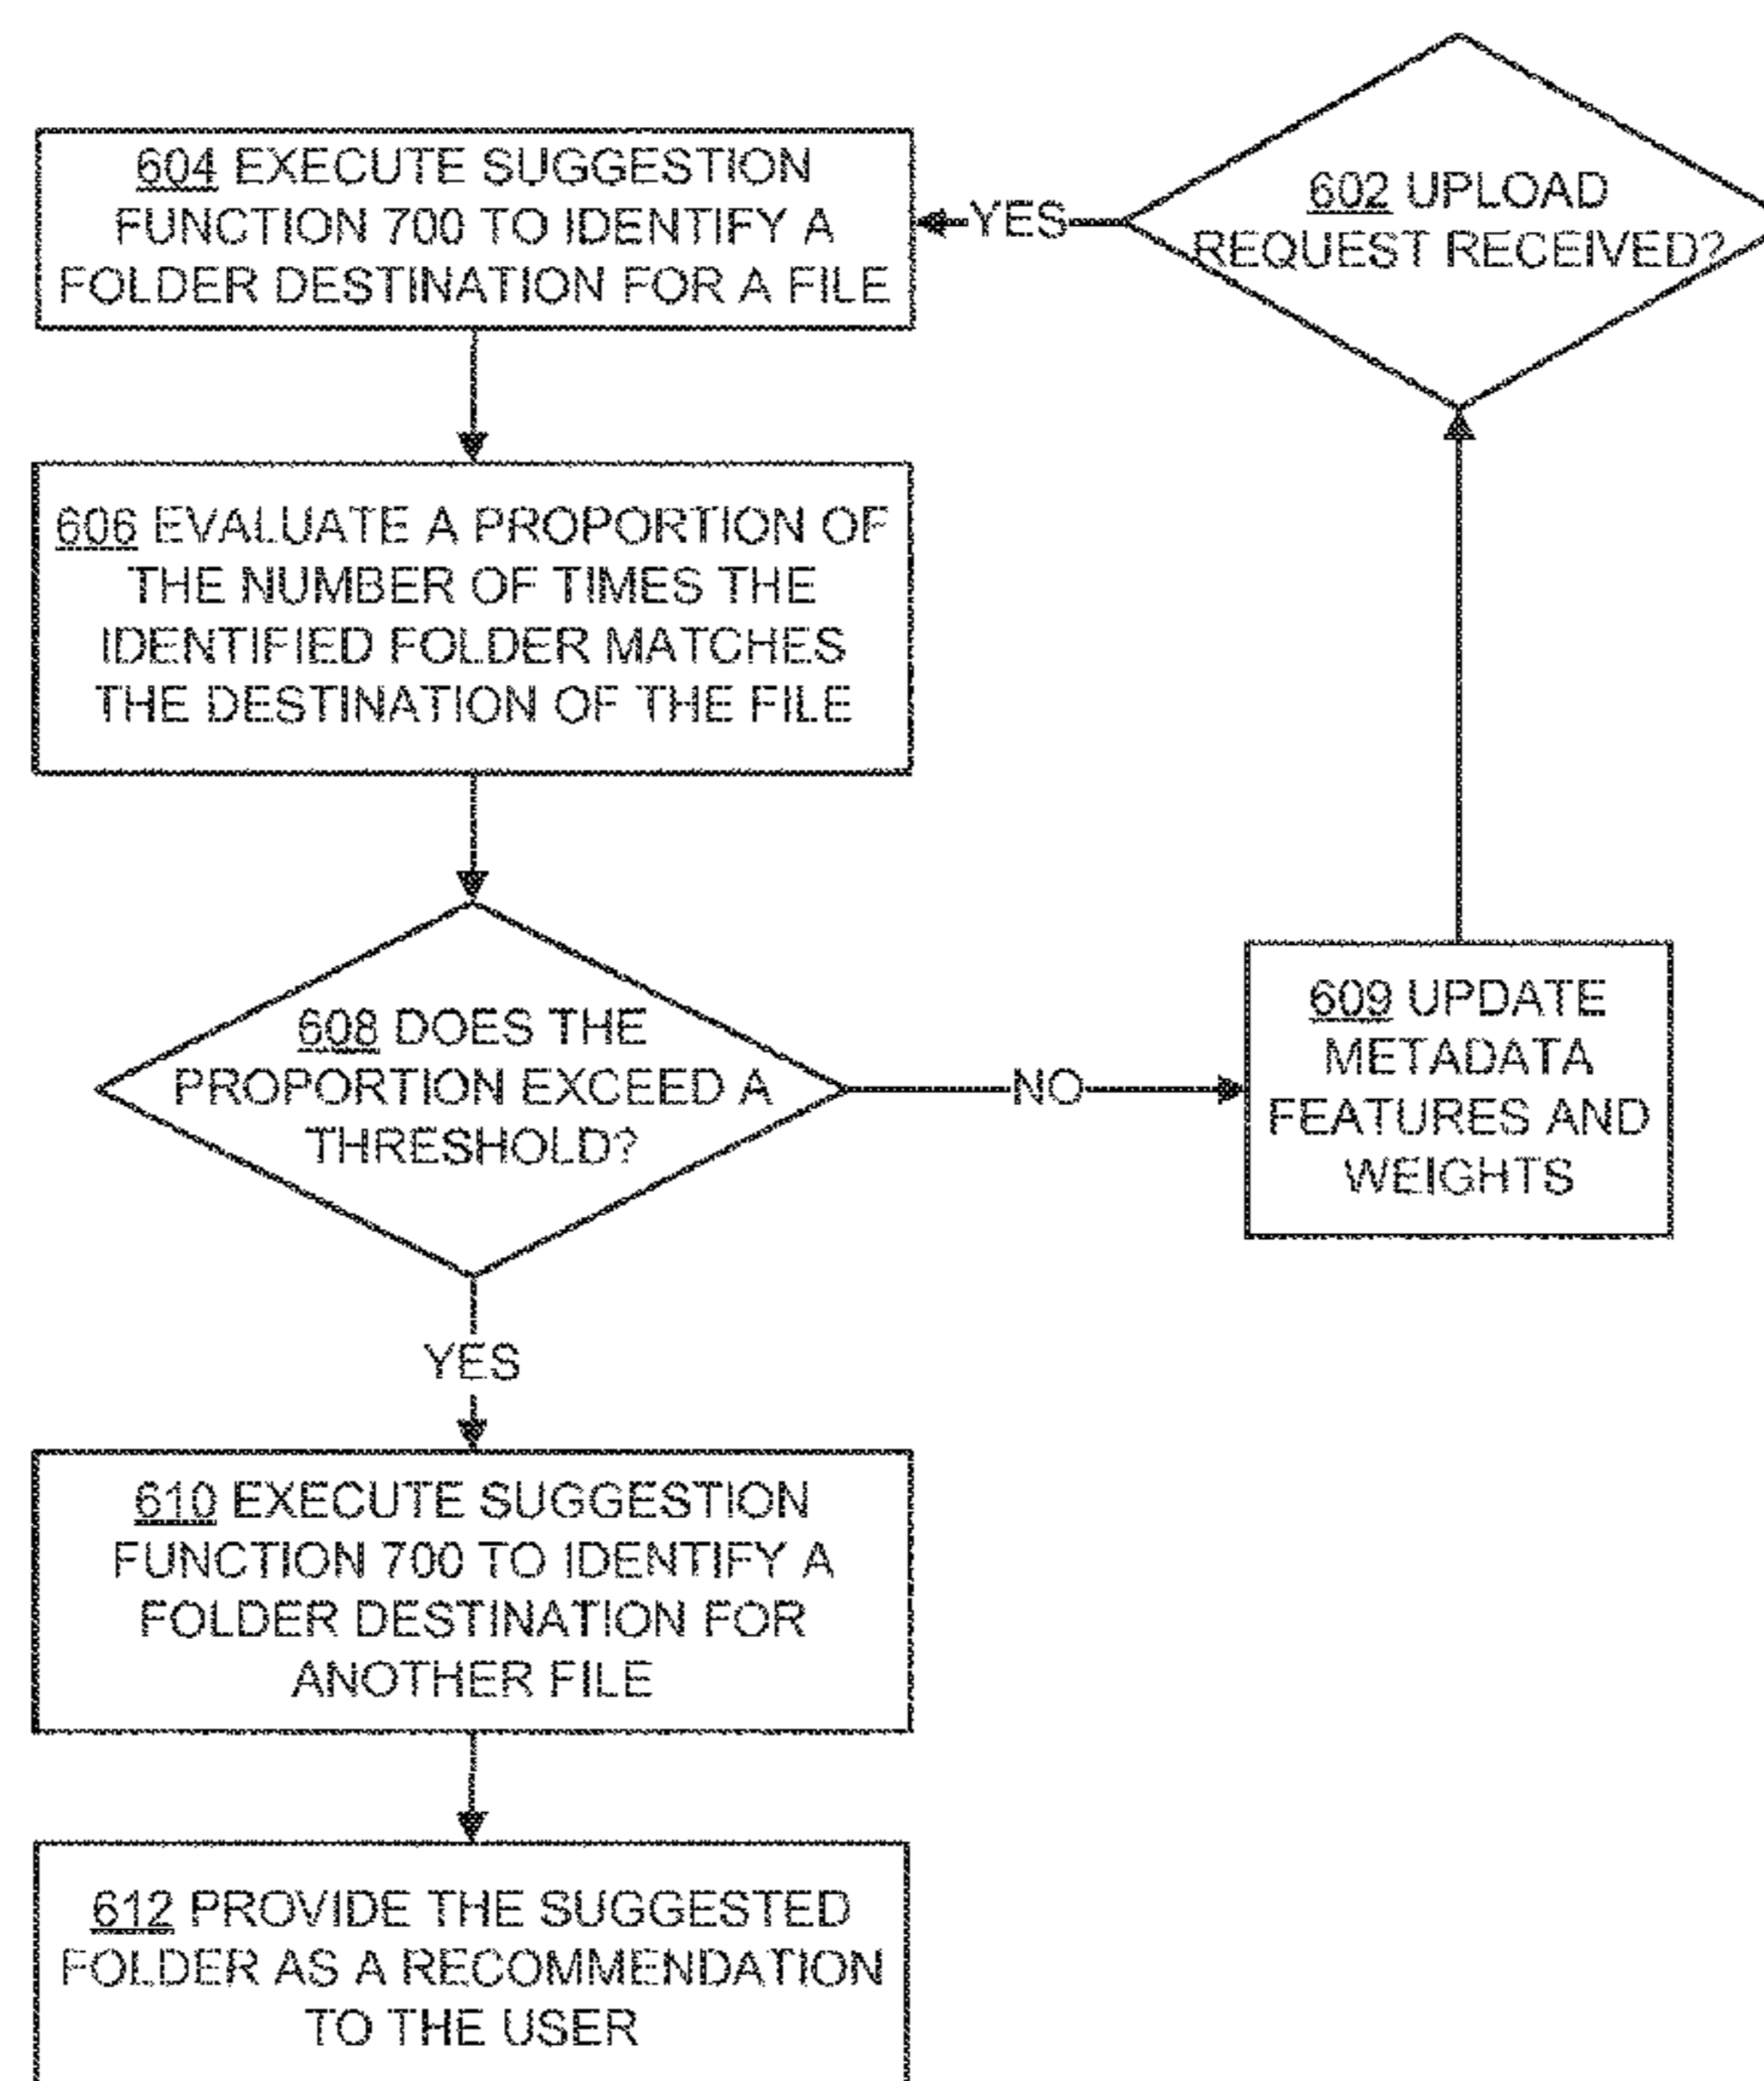 602 UPLOAD
REQUEST RECEIVED?
YES
604 EXECUTE SUGGESTION
FUNCTION 700 TO IDENTIFY A
FOLDER DESTINATION FOR A FILE
606 EVALUATE A PROPORTION OF
THE NUMBER OF TIMES THE
IDENTIFIED FOLDER MATCHES
THE DESTINATION OF THE FILE
608 DOES THE
PROPORTION EXCEED A
THRESHOLD?
NO
609 UPDATE
METADATA
FEATURES AND
WEIGHTS
YES
610 EXECUTE SUGGESTION
FUNCTION 700 TO IDENTIFY A
FOLDER DESTINATION FOR
ANOTHER FILE
612 PROVIDE THE SUGGESTED
FOLDER AS A RECOMMENDATION
TO THE USER